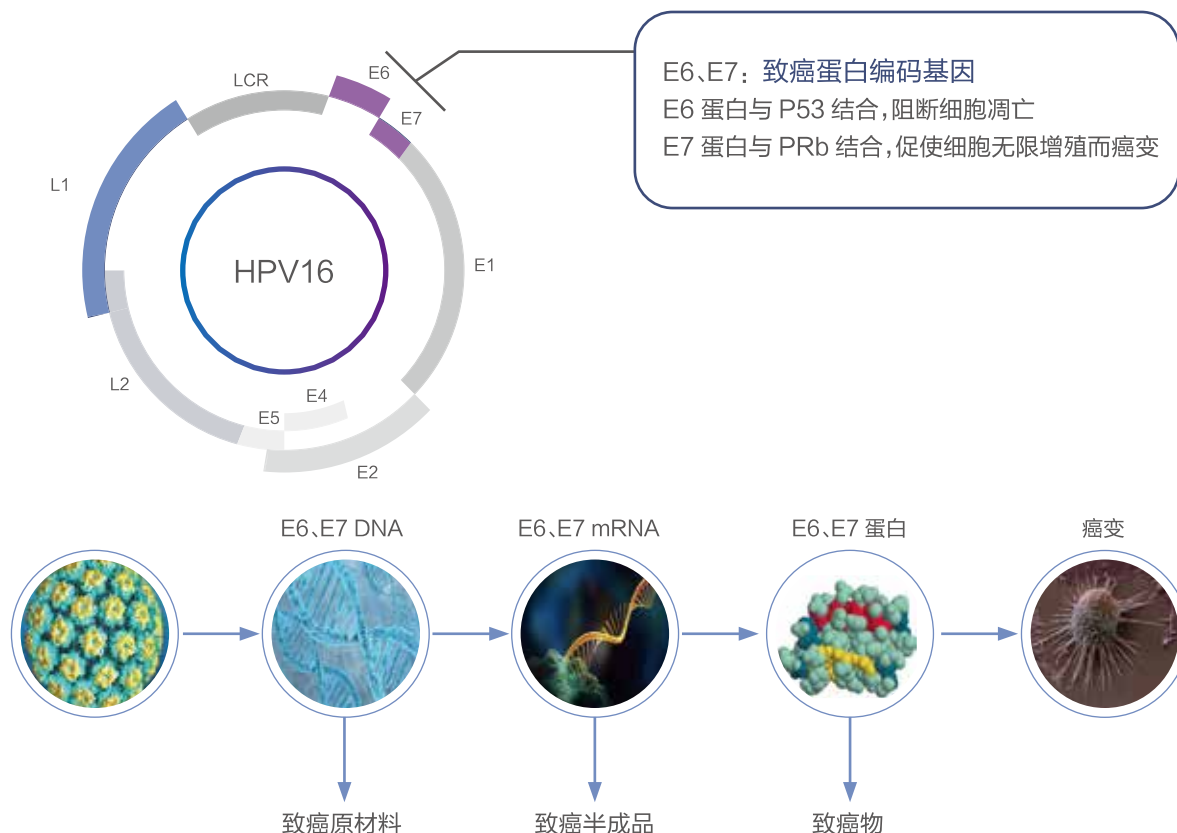 E6、E7：致癌蛋白编码基因
E6 蛋白与 P53 结合，阻断细胞凋亡
E7 蛋白与 PRb 结合，促使细胞无限增殖而癌变
LCR
E6
E7
L1
HPV16
E1
L2
E4
E5
E2
E6、E7 DNA
E6、E7 mRNA
E6、E7 蛋白
癌变
致癌原材料
致癌半成品
致癌物